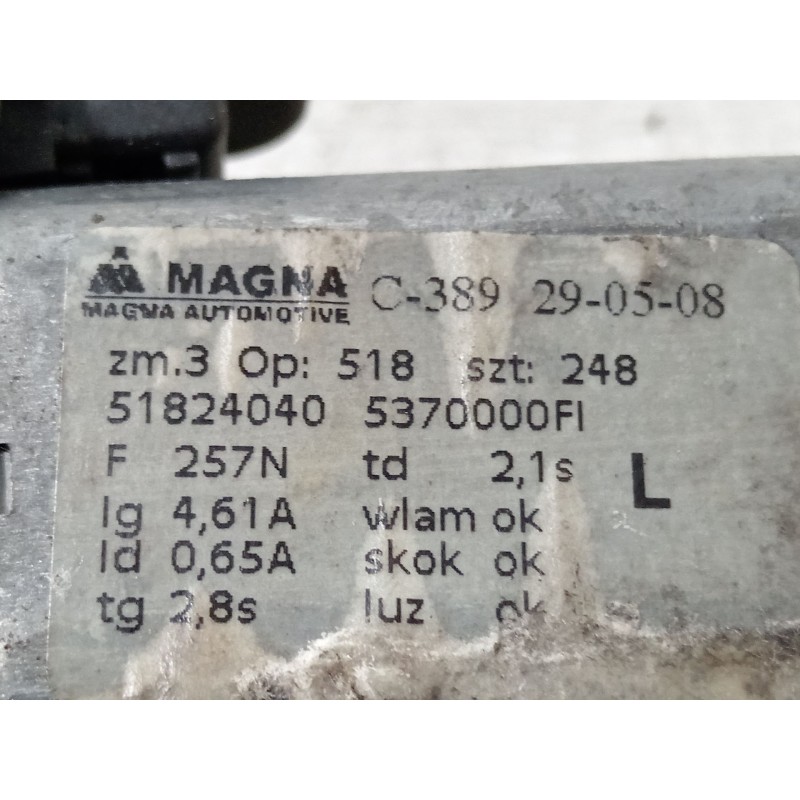 MAGNA C-389 29-05-08
MAGNA AUTOMOTIVE
zm.3 Op: 518 szt: 248
51824040 5370000FI
F 257N td 2,1s L
Ig 4,61A wlam ok
Id 0,65A skok ok
tg 2,8s luz ok